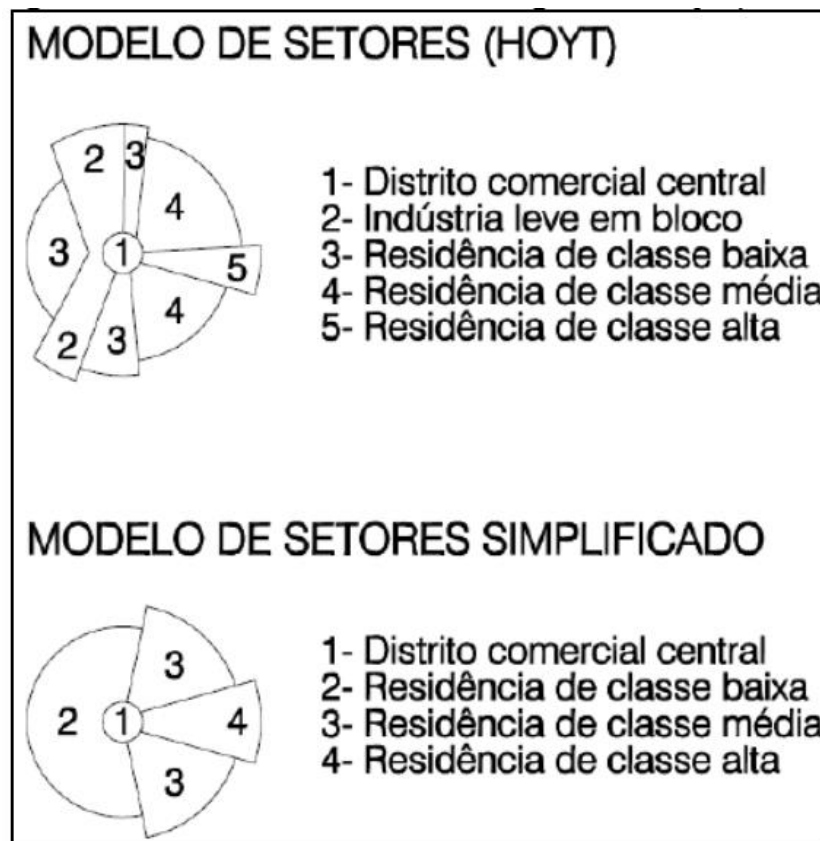 MODELO DE SETORES (HOYT)
2
3
4
3
1
5
4
2
3
1- Distrito comercial central
2- Indústria leve em bloco
3- Residência de classe baixa
4- Residência de classe média
5- Residência de classe alta
MODELO DE SETORES SIMPLIFICADO
3
2
1
4
3
1- Distrito comercial central
2- Residência de classe baixa
3- Residência de classe média
4- Residência de classe alta